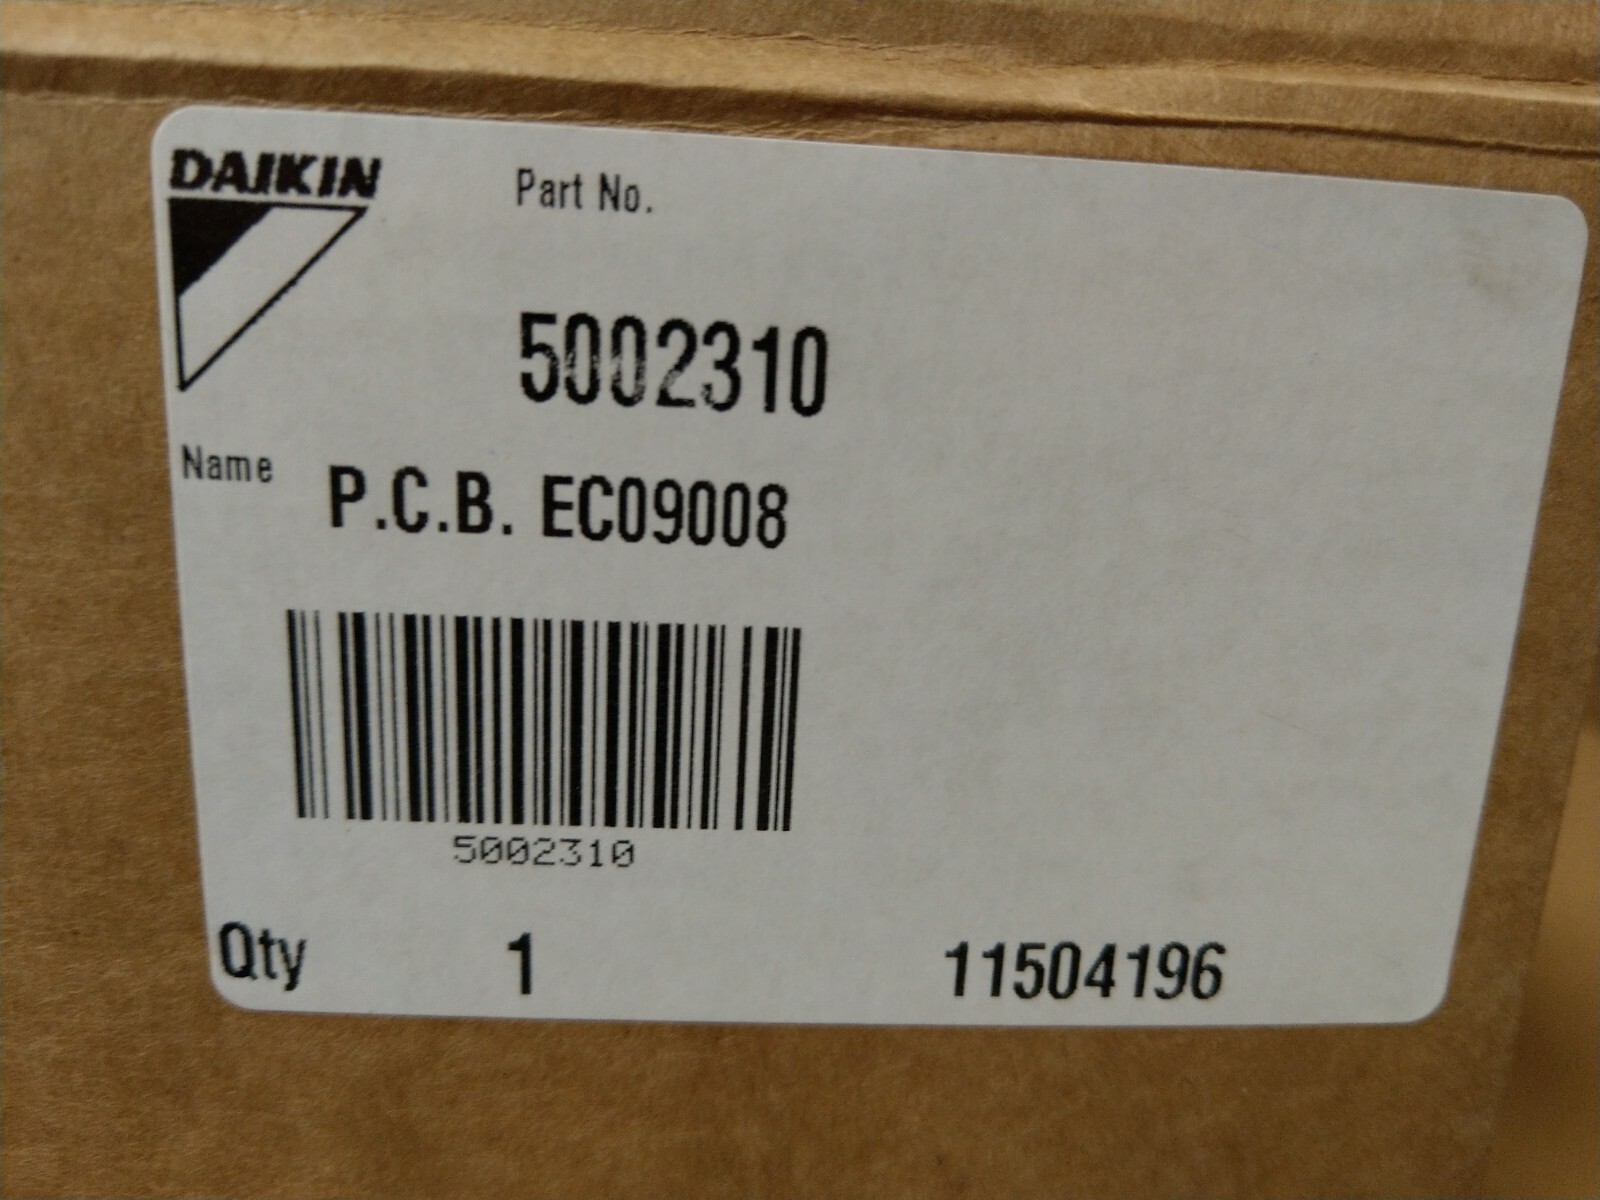 DAIKIN
Part No.
5002310
Name P.C.B. EC09008
5002310
Qty 1 11504196